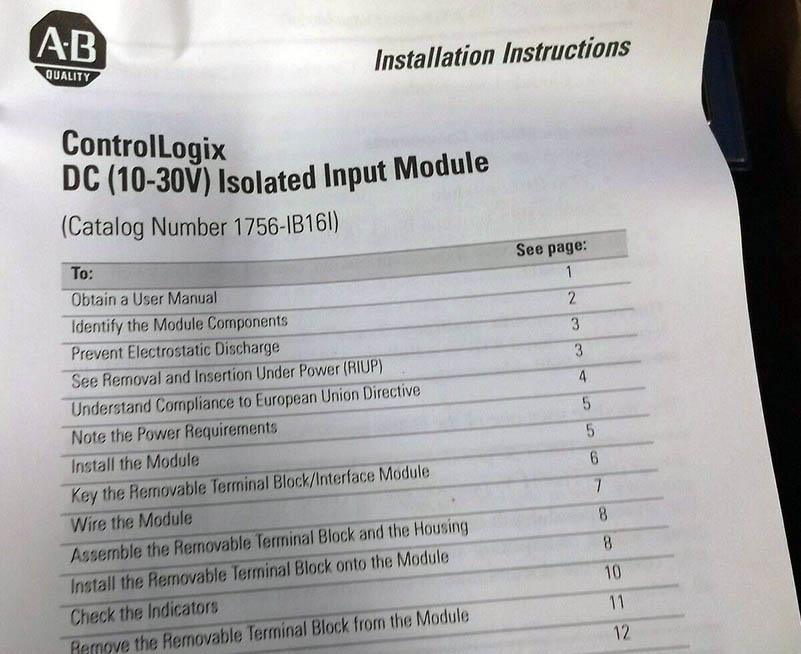 A-B
QUALITY
Installation Instructions
ControlLogix
DC (10-30V) Isolated Input Module
(Catalog Number 1756-IB16I)
To: See page:
Obtain a User Manual 1
Identify the Module Components 2
Prevent Electrostatic Discharge 3
See Removal and Insertion Under Power (RIUP) 3
Understand Compliance to European Union Directive 4
Note the Power Requirements 5
Install the Module 5
Key the Removable Terminal Block/Interface Module 6
Wire the Module 7
Assemble the Removable Terminal Block and the Housing 8
Install the Removable Terminal Block onto the Module 8
Check the Indicators 10
Remove the Removable Terminal Block from the Module 11
12